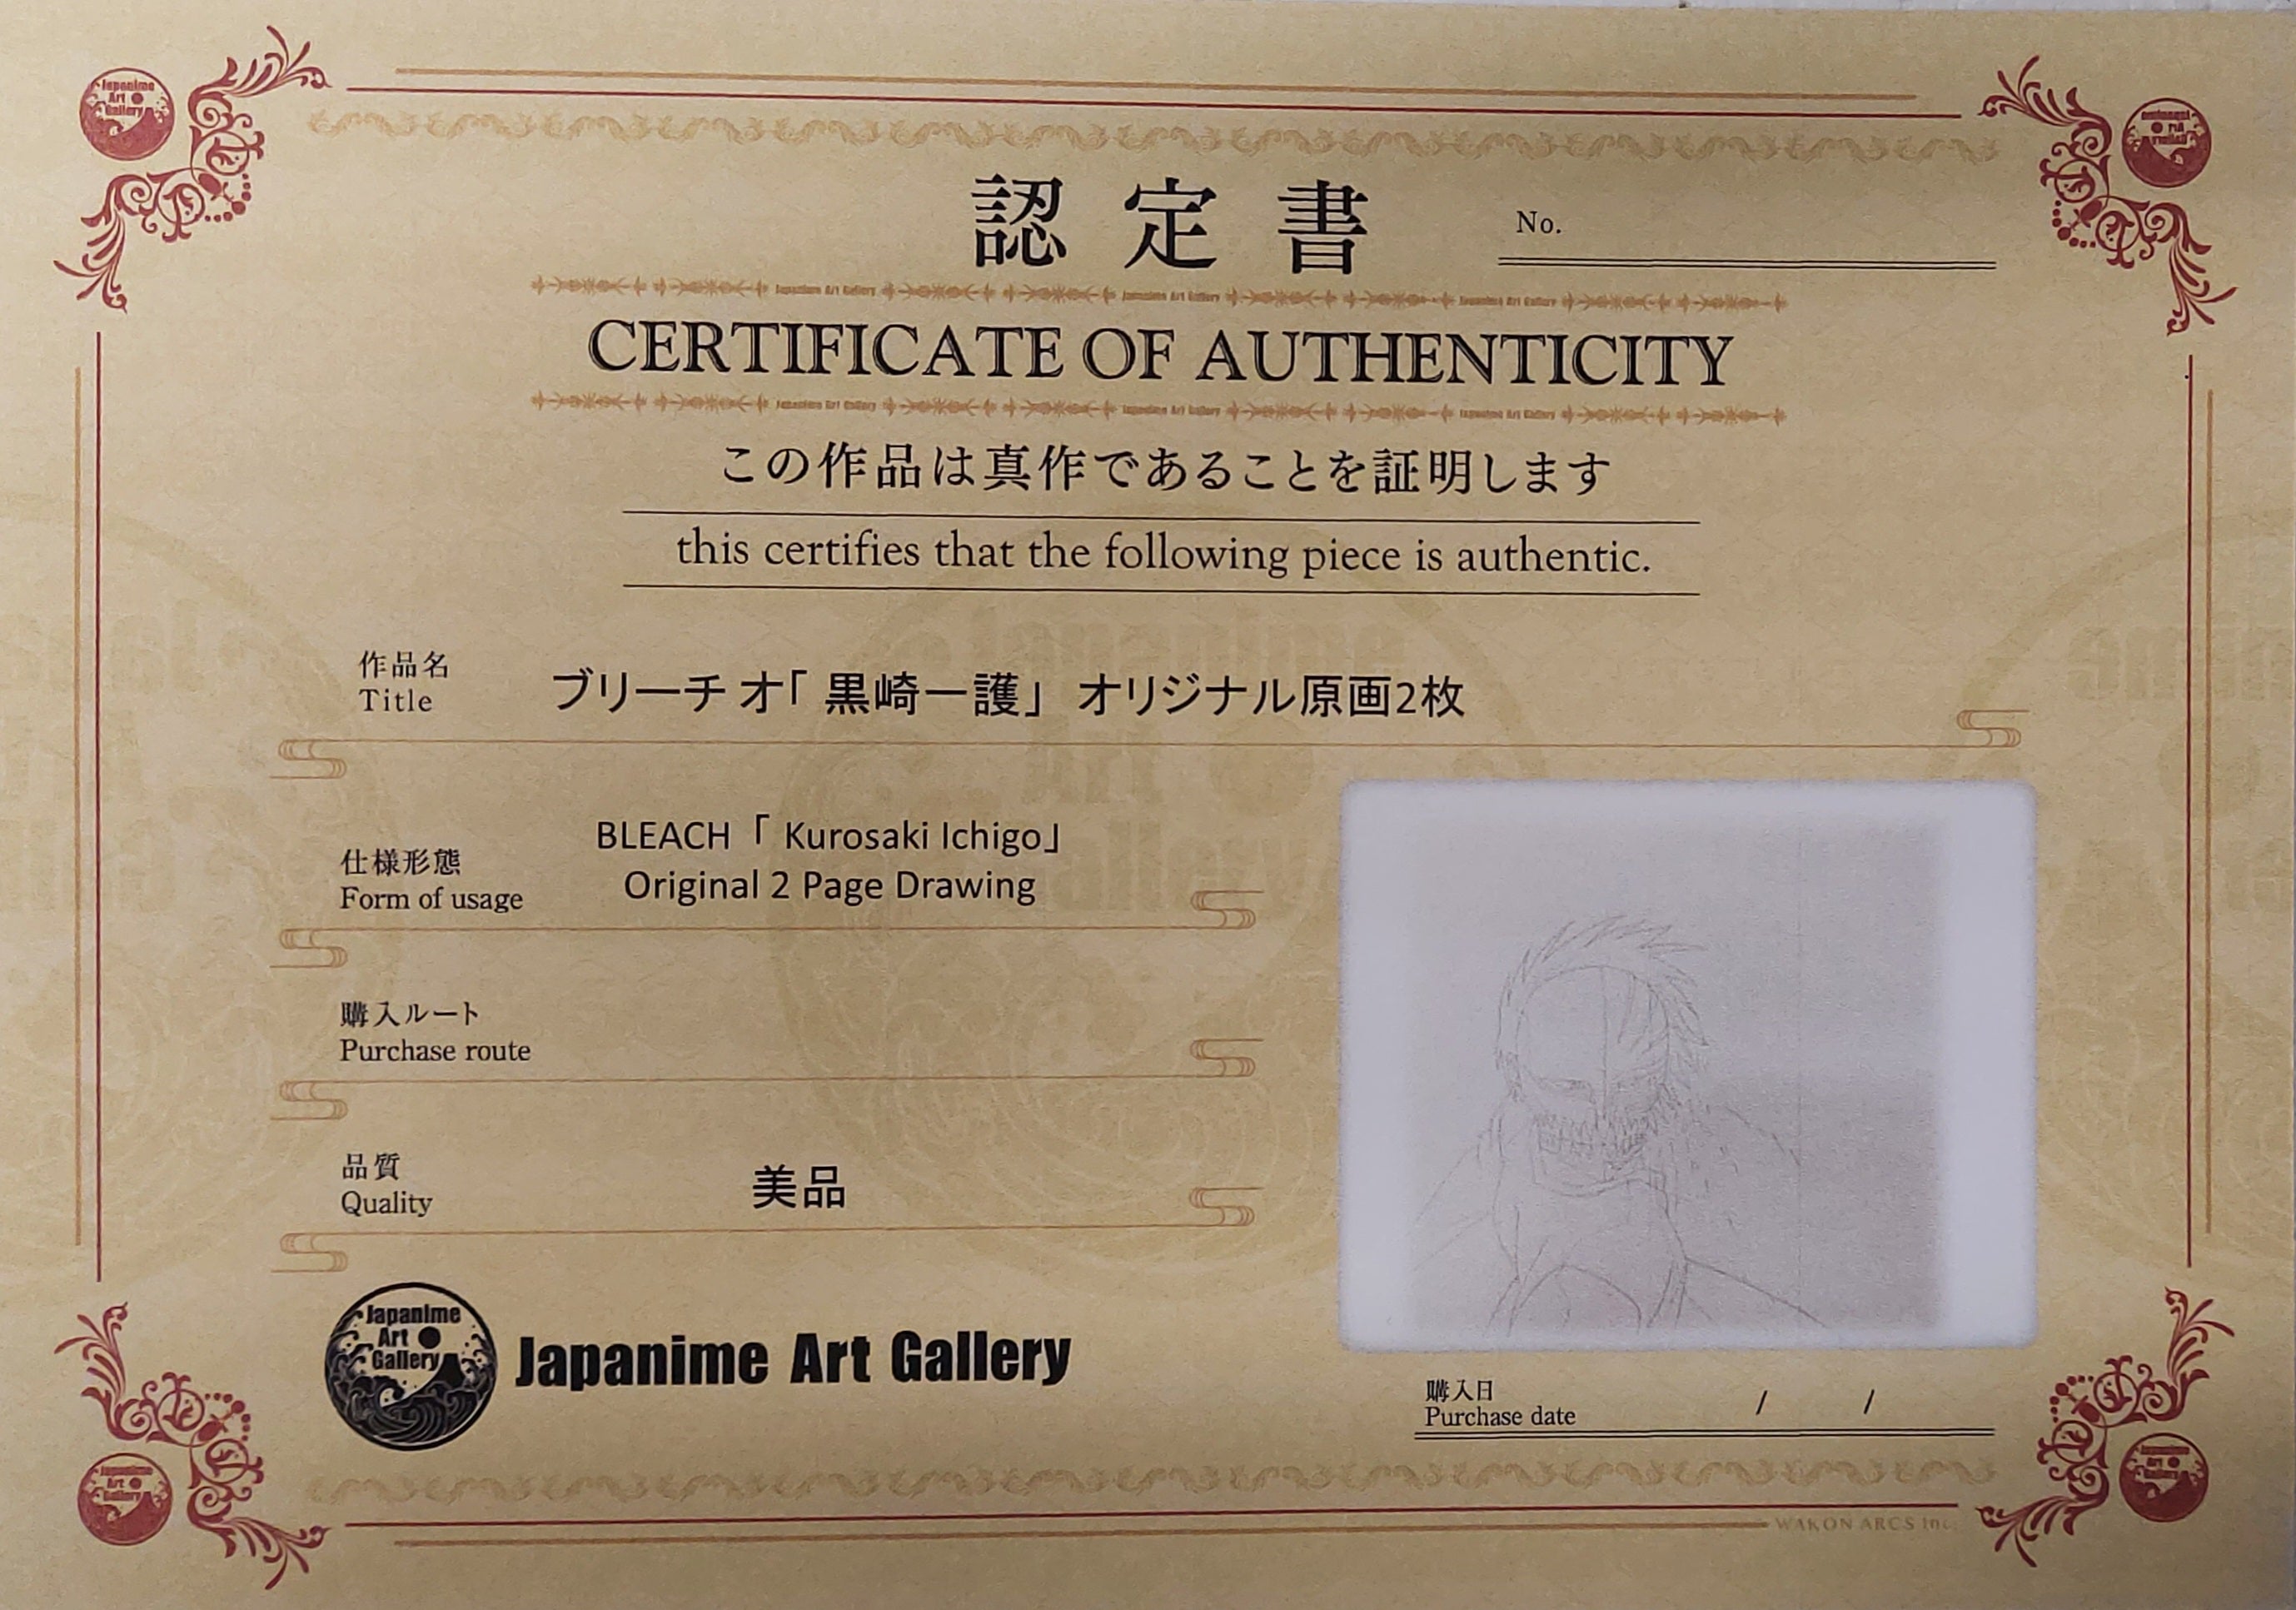 Japanime
Art
Gallery
認定書
No.
CERTIFICATE OF AUTHENTICITY
この作品は真作であることを証明します
this certifies that the following piece is authentic.
作品名
Title
ブリーチ オ「 黒崎一護」 オリジナル原画2枚
BLEACH「 Kurosaki Ichigo」
Original 2 Page Drawing
仕様形態
Form of usage
購入ルート
Purchase route
品質
Quality
美品
Japanime
Art
Gallery
Japanime Art Gallery
購入日
Purchase date / /
WAKON ARCS Inc.